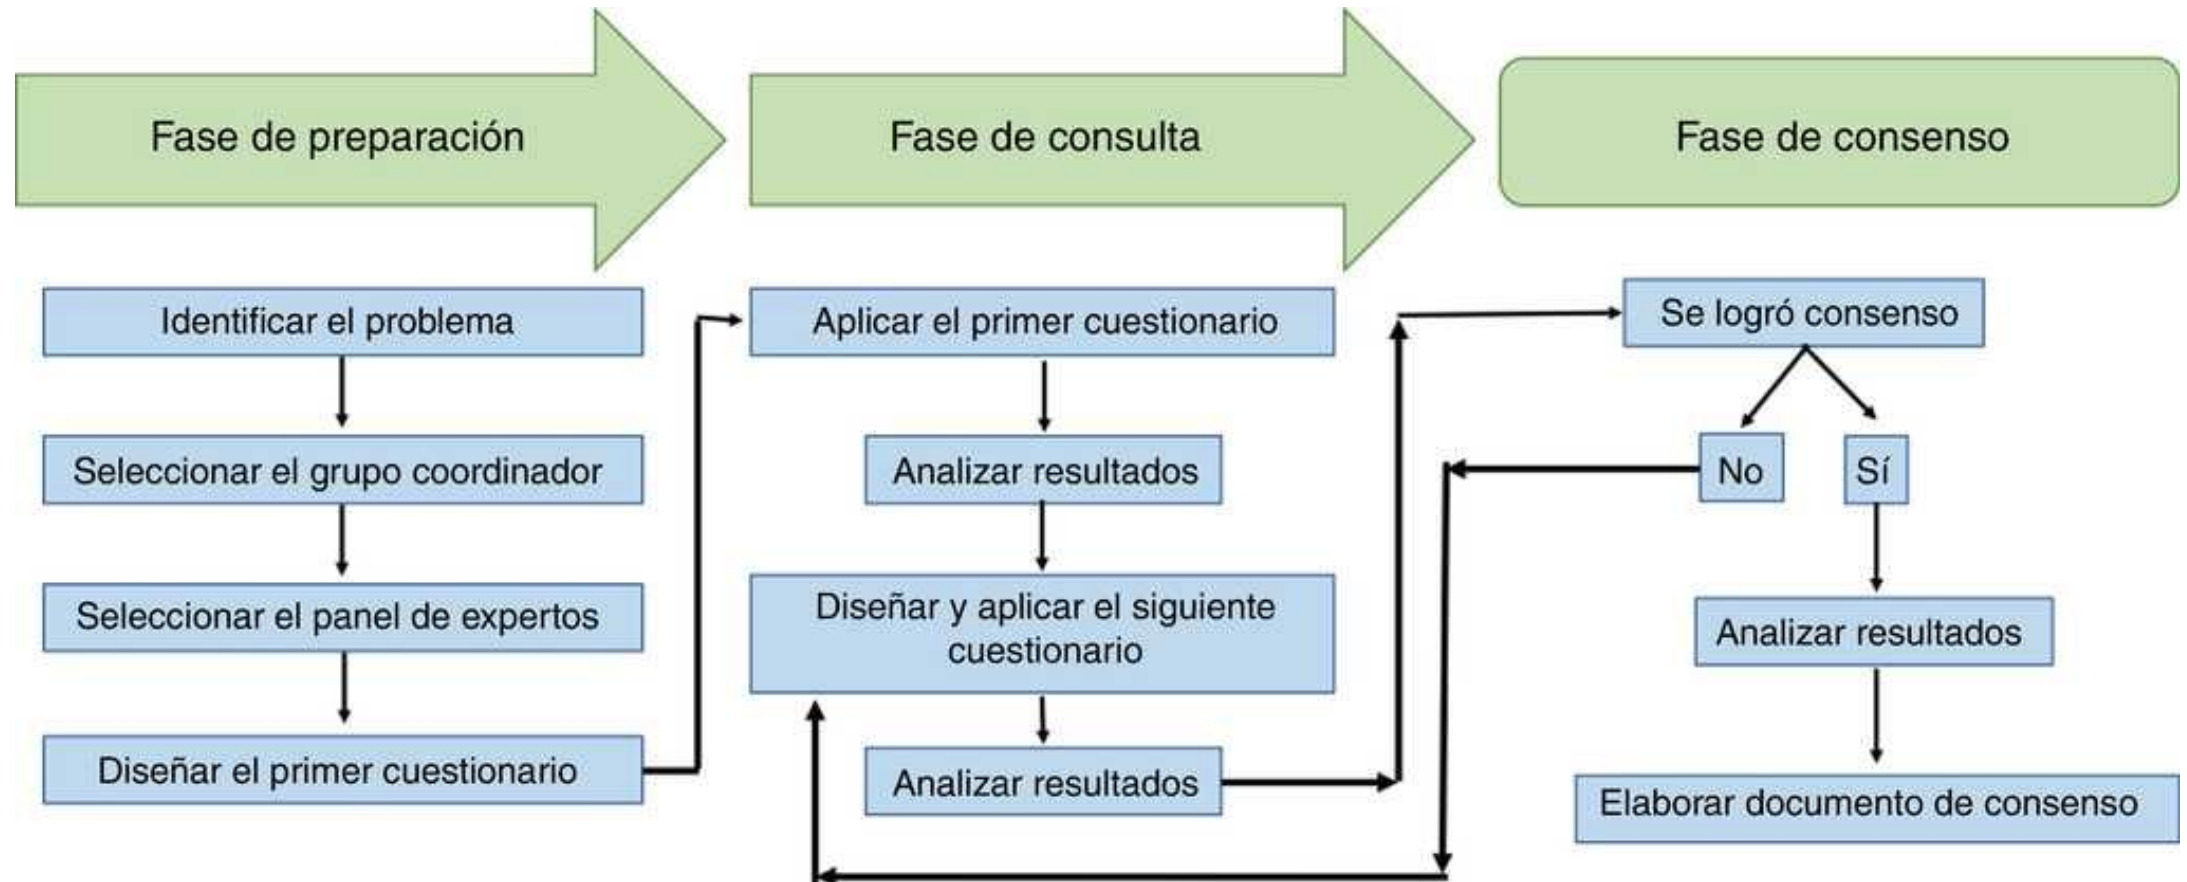 Fase de preparación
Fase de consulta
Fase de consenso
Identificar el problema
Seleccionar el grupo coordinador
Seleccionar el panel de expertos
Diseñar el primer cuestionario
Aplicar el primer cuestionario
Analizar resultados
Diseñar y aplicar el siguiente
cuestionario
Analizar resultados
Se logró consenso
No
Sí
Analizar resultados
Elaborar documento de consenso